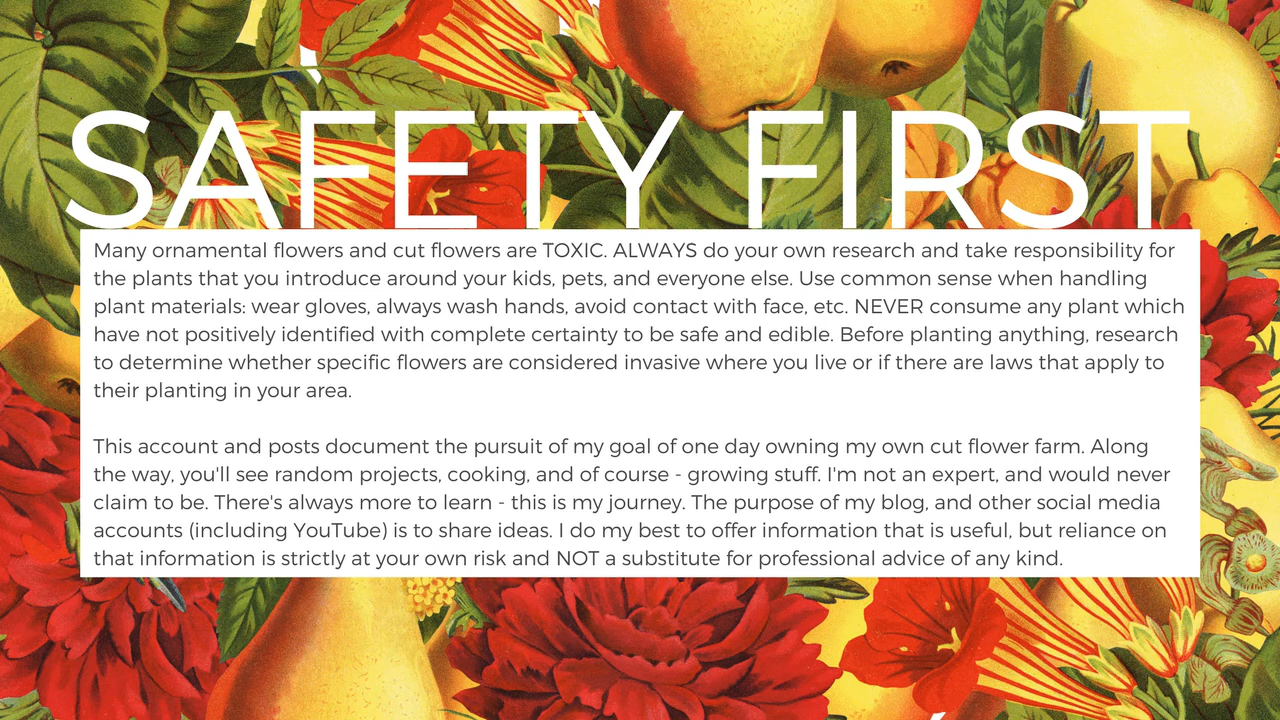 SAFETY FIRST
Many ornamental flowers and cut flowers are TOXIC. ALWAYS do your own research and take responsibility for
the plants that you introduce around your kids, pets, and everyone else. Use common sense when handling
plant materials: wear gloves, always wash hands, avoid contact with face, etc. NEVER consume any plant which
have not positively identified with complete certainty to be safe and edible. Before planting anything, research
to determine whether specific flowers are considered invasive where you live or if there are laws that apply to
their planting in your area.
This account and posts document the pursuit of my goal of one day owning my own cut flower farm. Along
the way, you'll see random projects, cooking, and of course - growing stuff. I'm not an expert, and would never
claim to be. There's always more to learn - this is my journey. The purpose of my blog, and other social media
accounts (including YouTube) is to share ideas. I do my best to offer information that is useful, but reliance on
that information is strictly at your own risk and NOT a substitute for professional advice of any kind.